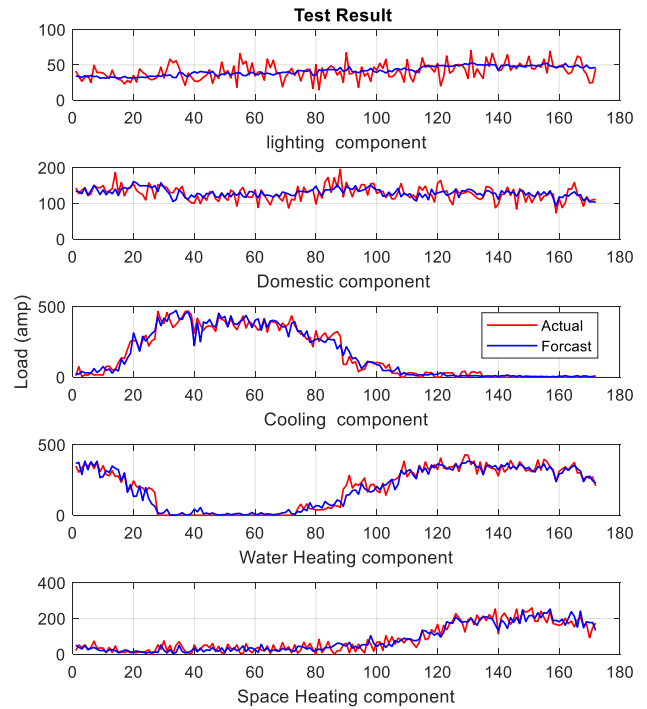 Test Result
100
50
0
0 20 40 60 80 100 120 140 160 180
lighting component
200
100
0
0 20 40 60 80 100 120 140 160 180
Domestic component
Load (amp)
500
0
Actual
Forcast
0 20 40 60 80 100 120 140 160 180
Cooling component
500
0
0 20 40 60 80 100 120 140 160 180
Water Heating component
400
200
0
0 20 40 60 80 100 120 140 160 180
Space Heating component